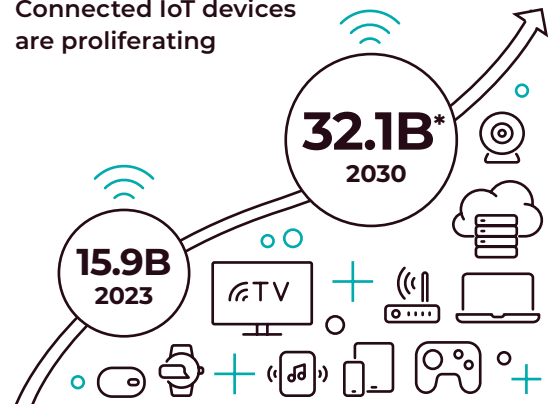 Connected IoT devices
are proliferating
32.1B*
2030
15.9B
2023
TV